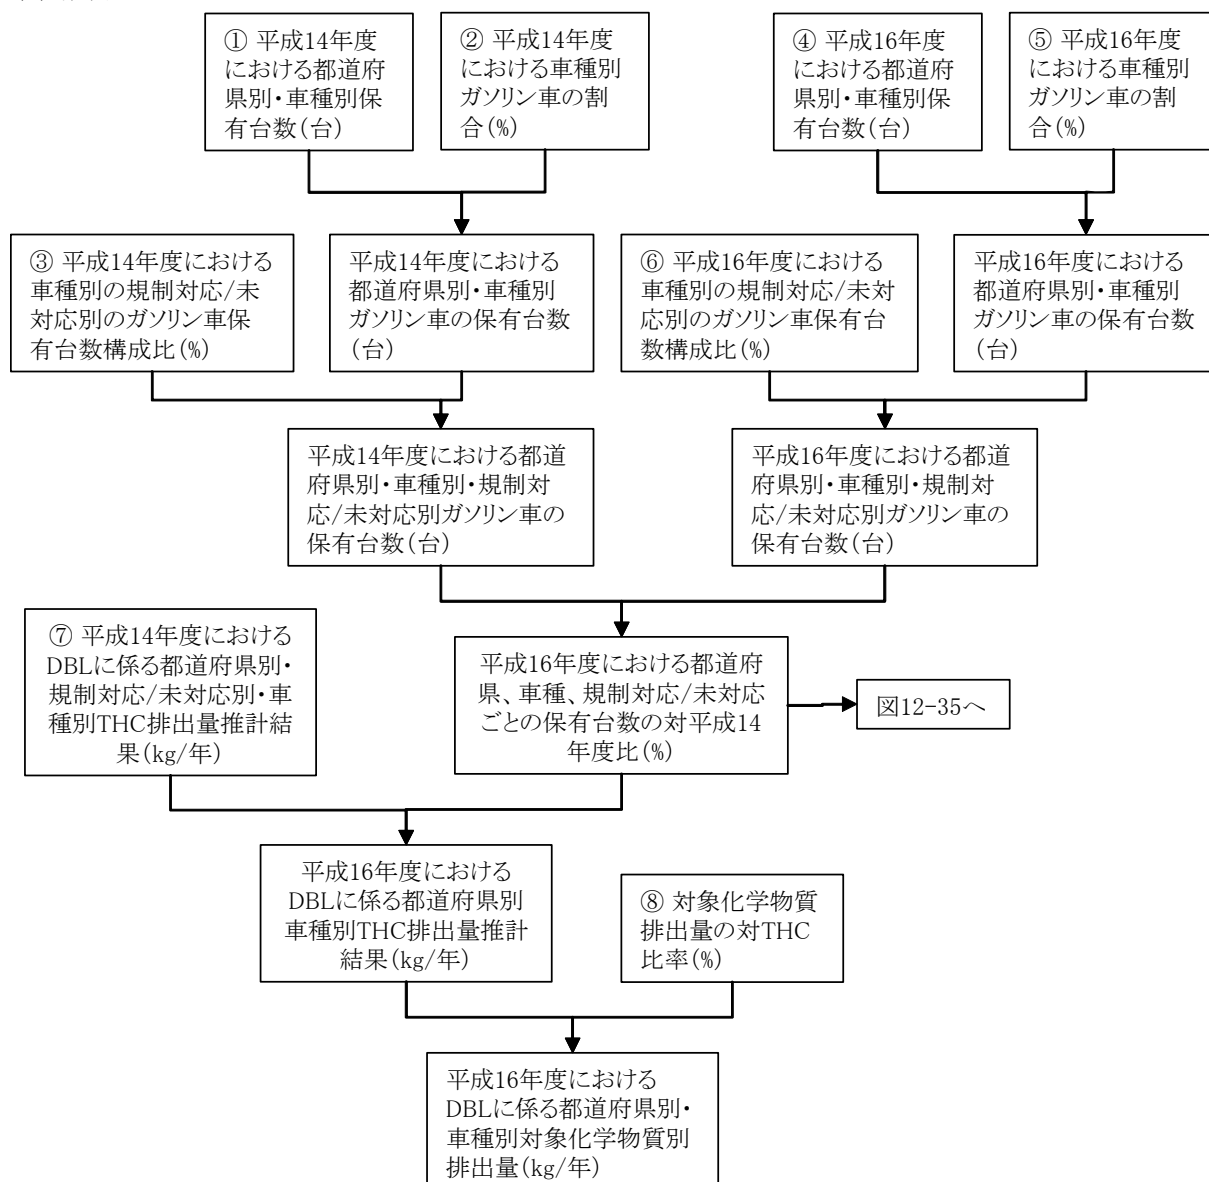 ① 平成14年度
における都道府
県別・車種別保
有台数(台)
② 平成14年度
における車種別
ガソリン車の割
合(%)
④ 平成16年度
における都道府
県別・車種別保
有台数(台)
⑤ 平成16年度
における車種別
ガソリン車の割
合(%)
③ 平成14年度における
車種別の規制対応/未
対応別のガソリン車保
有台数構成比(%)
平成14年度における
都道府県別・車種別
ガソリン車の保有台数
(台)
⑥ 平成16年度における
車種別の規制対応/未対
応別のガソリン車保有台
数構成比(%)
平成16年度における
都道府県別・車種別
ガソリン車の保有台数
(台)
平成14年度における都道
府県別・車種別・規制対
応/未対応別ガソリン車の
保有台数(台)
平成16年度における都道
府県別・車種別・規制対
応/未対応別ガソリン車の
保有台数(台)
⑦ 平成14年度における
DBLに係る都道府県別・
規制対応/未対応別・車
種別THC排出量推計結
果(kg/年)
平成16年度における都道府
県、車種、規制対応/未対応
ごとの保有台数の対平成14
年度比(%)
図12-35へ
平成16年度における
DBLに係る都道府県別
車種別THC排出量推計
結果(kg/年)
⑧ 対象化学物質
排出量の対THC
比率(%)
平成16年度における
DBLに係る都道府県別・
車種別対象化学物質別
排出量(kg/年)